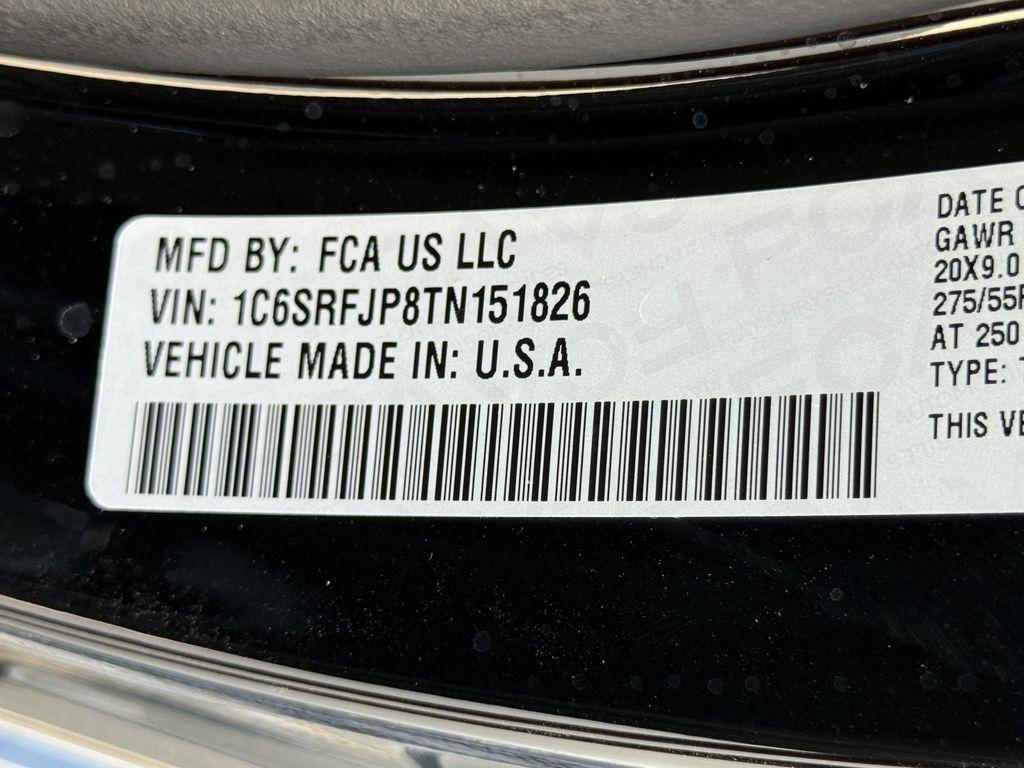 MFD BY: FCA US LLC
VIN: 1C6SRFJP8TN151826
VEHICLE MADE IN: U.S.A.
DATE O
GAWR
20X9.0
275/55R
AT 250
TYPE: T
THIS VE